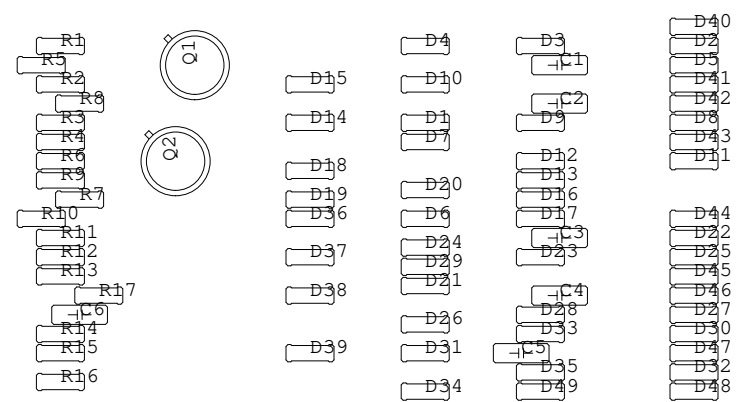 D40
R1 Q1 D4 D3 D2
R5 C1 D5
R2 D15 D10 D41
R8 C2 D42
R3 D14 D1 D9 D8
R4 Q2 D7 D43
R6 D18 D12 D11
R9 D20 D13
R7 D19 D16
R10 D36 D6 D17 D44
R11 D24 C3 D22
R12 D37 D29 D23 D25
R13 D21 D45
R17 D38 C4 D46
C6 D26 D28 D27
R14 D33 D30
R15 D39 D31 C5 D47
R16 D35 D32
D34 D49 D48